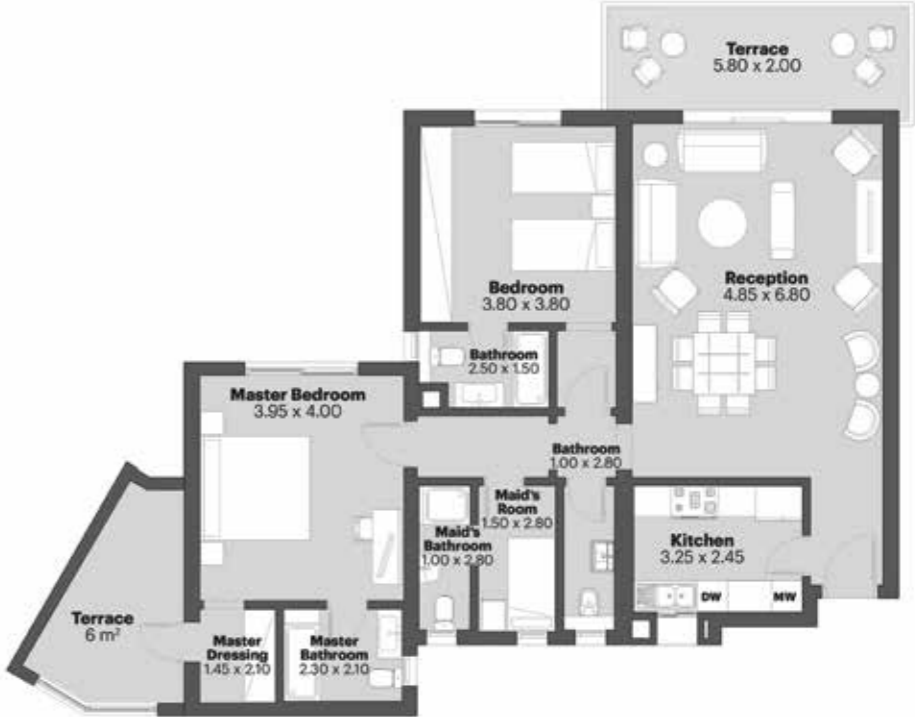 Terrace
5.80 x 2.00
Bedroom
3.80 x 3.80
Reception
4.85 x 6.80
Bathroom
2.50 x 1.50
Master Bedroom
3.95 x 4.00
Bathroom
1.00 x 2.80
Maid's
Room
1.50 x 2.80
Maid's
Bathroom
1.00 x 2.80
Kitchen
3.25 x 2.45
DW
MW
Terrace
6 m²
Master
Dressing
1.45 x 2.10
Master
Bathroom
2.30 x 2.10